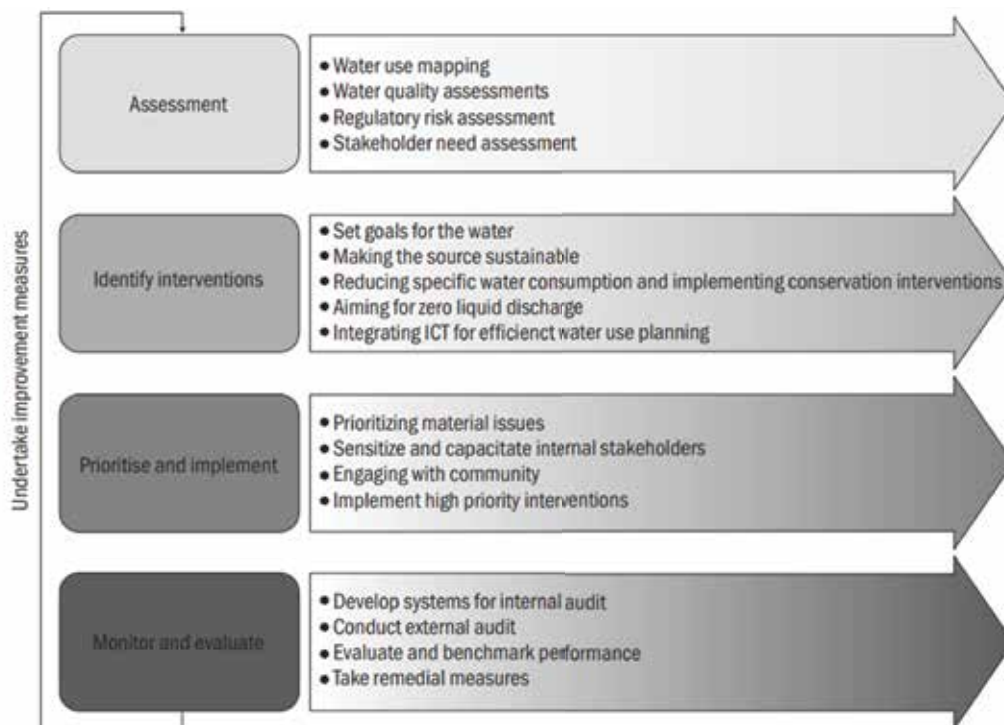 Undertake improvement measures
Assessment
● Water use mapping
● Water quality assessments
● Regulatory risk assessment
● Stakeholder need assessment
Identify interventions
● Set goals for the water
● Making the source sustainable
● Reducing specific water consumption and implementing conservation interventions
● Aiming for zero liquid discharge
● Integrating ICT for efficienct water use planning
Prioritise and implement
● Prioritizing material issues
● Sensitize and capacitate internal stakeholders
● Engaging with community
● Implement high priority interventions
Monitor and evaluate
● Develop systems for internal audit
● Conduct external audit
● Evaluate and benchmark performance
● Take remedial measures